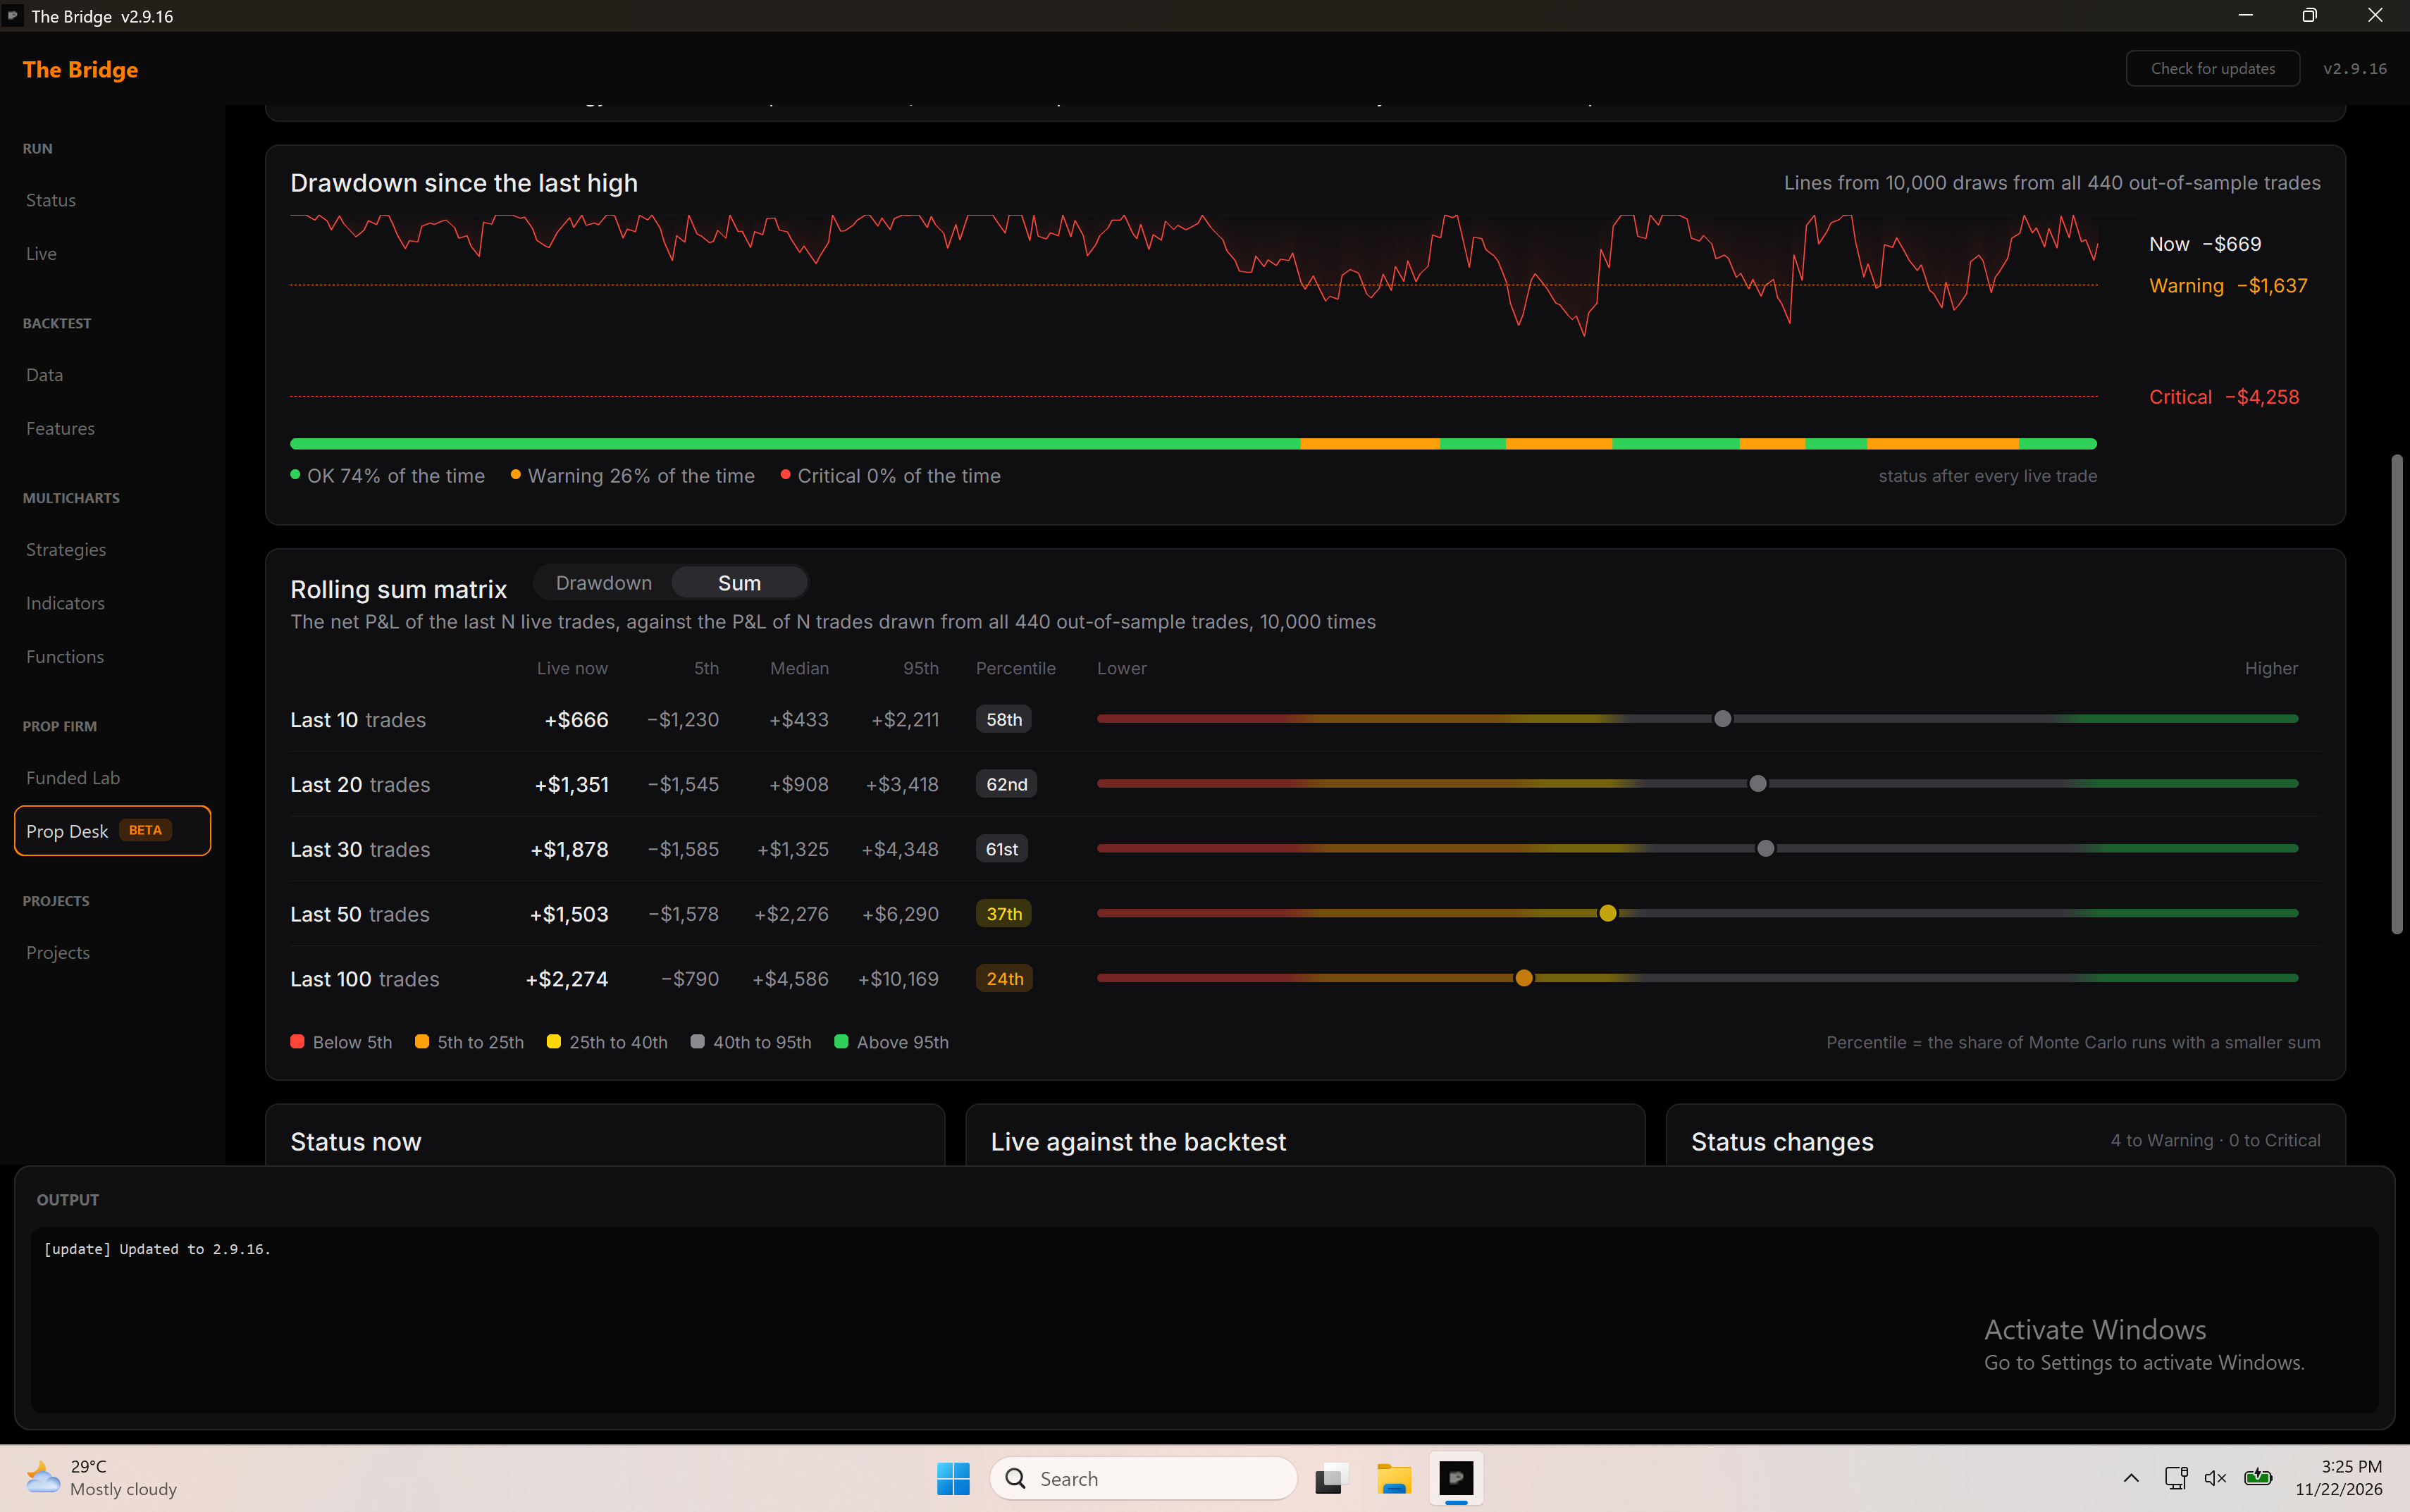 The Bridge v2.9.16
The Bridge
Check for updates
v2.9.16
RUN
Status
Live
BACKTEST
Data
Features
MULTICHARTS
Strategies
Indicators
Functions
PROP FIRM
Funded Lab
Prop Desk BETA
PROJECTS
Projects
Drawdown since the last high
Lines from 10,000 draws from all 440 out-of-sample trades
Now −$669
Warning −$1,637
Critical −$4,258
OK 74% of the time
Warning 26% of the time
Critical 0% of the time
status after every live trade
Rolling sum matrix
Drawdown
Sum
The net P&L of the last N live trades, against the P&L of N trades drawn from all 440 out-of-sample trades, 10,000 times
Live now 5th Median 95th Percentile Lower Higher
Last 10 trades +$666 −$1,230 +$433 +$2,211 58th
Last 20 trades +$1,351 −$1,545 +$908 +$3,418 62nd
Last 30 trades +$1,878 −$1,585 +$1,325 +$4,348 61st
Last 50 trades +$1,503 −$1,578 +$2,276 +$6,290 37th
Last 100 trades +$2,274 −$790 +$4,586 +$10,169 24th
Below 5th 5th to 25th 25th to 40th 40th to 95th Above 95th
Percentile = the share of Monte Carlo runs with a smaller sum
Status now
Live against the backtest
Status changes
4 to Warning · 0 to Critical
OUTPUT
[update] Updated to 2.9.16.
Activate Windows
Go to Settings to activate Windows.
29°C
Mostly cloudy
Search
3:25 PM
11/22/2026